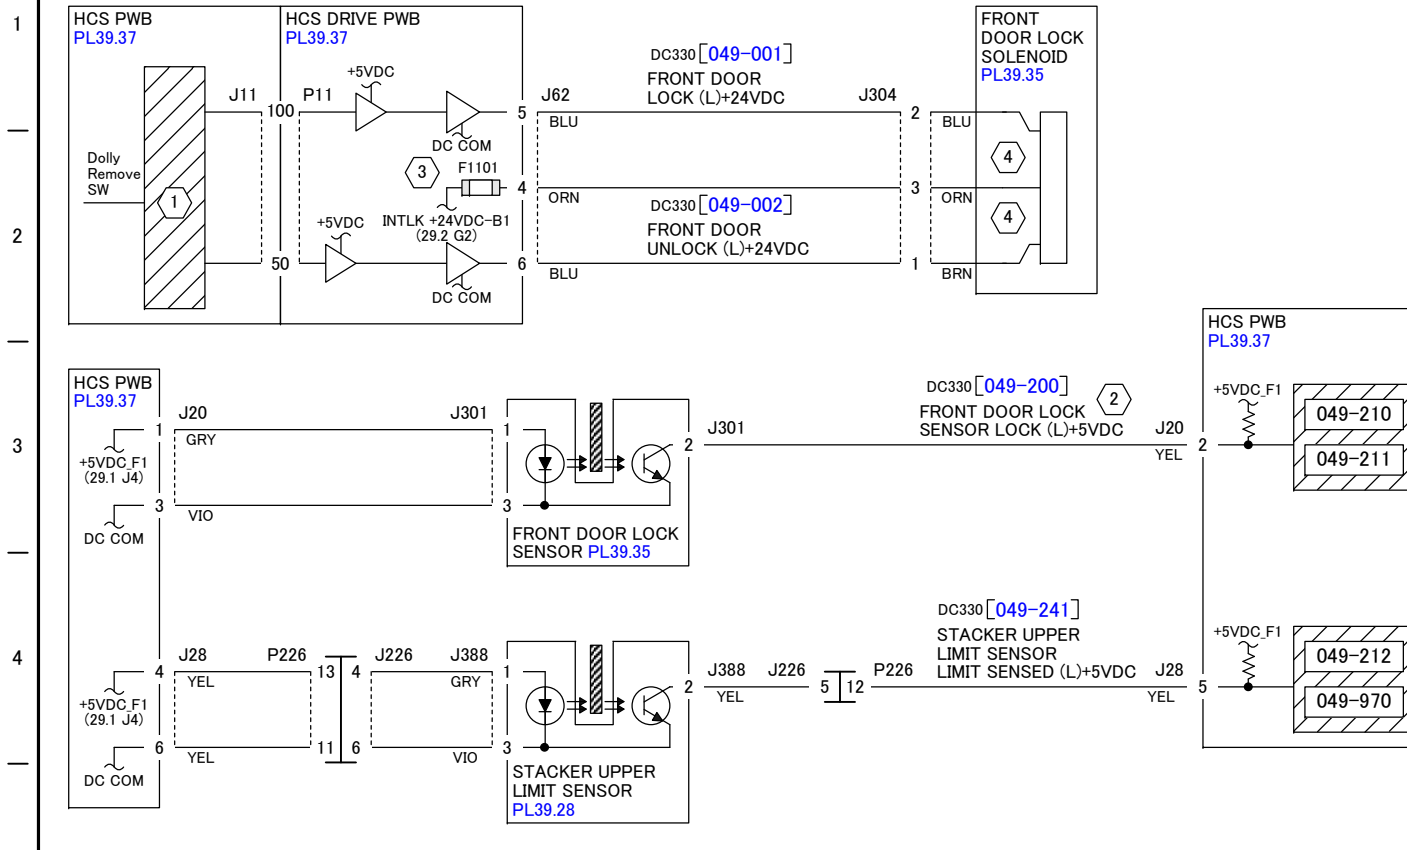 1
HCS PWB
PL39.37
HCS DRIVE PWB
PL39.37
FRONT
DOOR LOCK
SOLENOID
PL39.35
DC330 [049-001]
FRONT DOOR
LOCK (L)+24VDC
+5VDC
J11
100
P11
5
J62
J304
2
BLU
BLU
DC COM
Dolly
Remove
SW
1
3
F1101
4
4
ORN
3
ORN
INTLK +24VDC-B1
(29.2 G2)
DC330 [049-002]
FRONT DOOR
UNLOCK (L)+24VDC
4
2
+5VDC
50
6
BLU
1
BRN
DC COM
HCS PWB
PL39.37
HCS PWB
PL39.37
DC330 [049-200]
2
FRONT DOOR LOCK
SENSOR LOCK (L)+5VDC
+5VDC_F1
049-210
049-211
3
1
J20
GRY
J301
1
2
J301
J20
YEL
2
+5VDC_F1
(29.1 J4)
3
VIO
3
DC COM
FRONT DOOR LOCK
SENSOR PL39.35
DC330 [049-241]
STACKER UPPER
LIMIT SENSOR
LIMIT SENSED (L)+5VDC
+5VDC_F1
049-212
049-970
4
4
J28
YEL
P226
13
4
J226
J388
GRY
1
2
J388
YEL
J226
5
12
P226
J28
YEL
5
+5VDC_F1
(29.1 J4)
6
YEL
11
6
VIO
3
DC COM
STACKER UPPER
LIMIT SENSOR
PL39.28